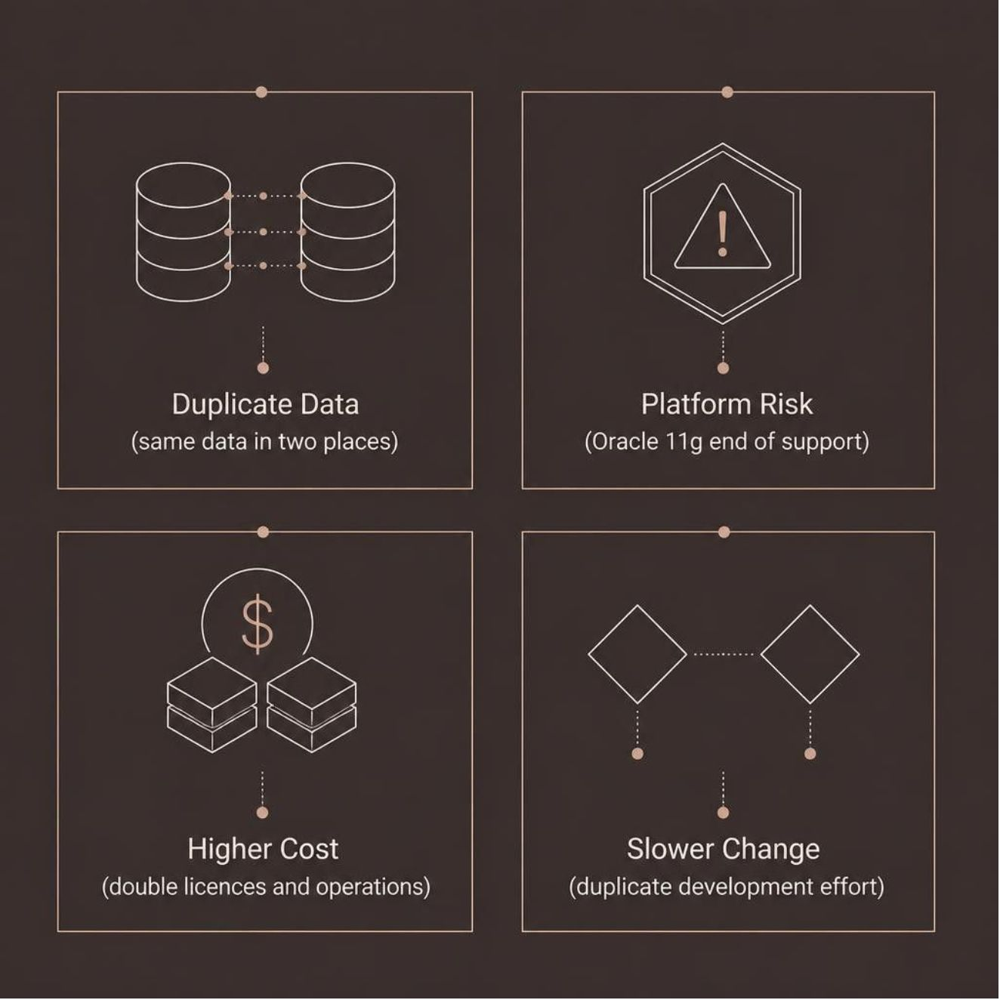 Duplicate Data
(same data in two places)
Platform Risk
(Oracle 11g end of support)
$
Higher Cost
(double licences and operations)
Slower Change
(duplicate development effort)